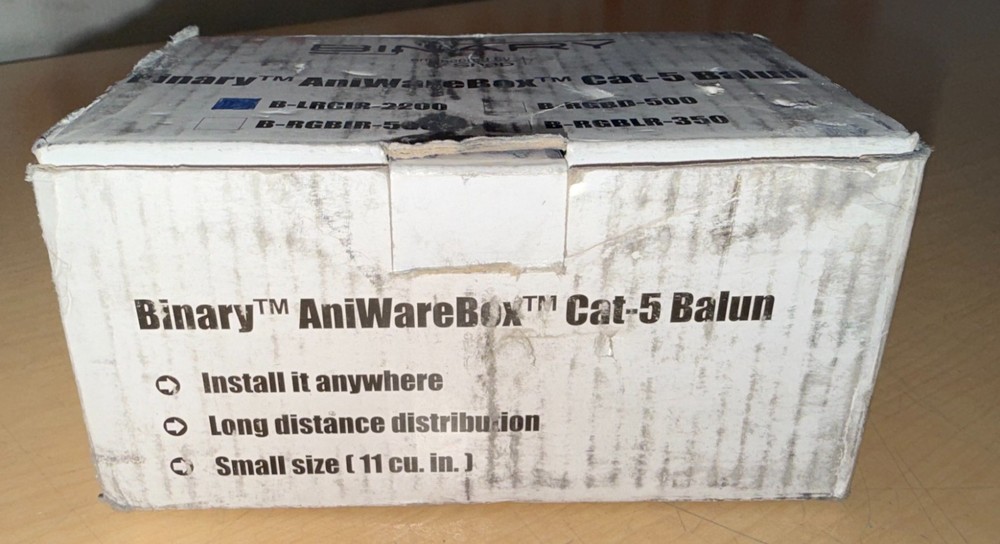 BINARY
Binary™ AniWareBox™ Cat-5 Balun
B-LRCIR-2200 B-RGBD-500
B-RGBIR- B-RGBLR-350
Binary™ AniWareBox™ Cat-5 Balun
Install it anywhere
Long distance distribution
Small size ( 11 cu. in. )